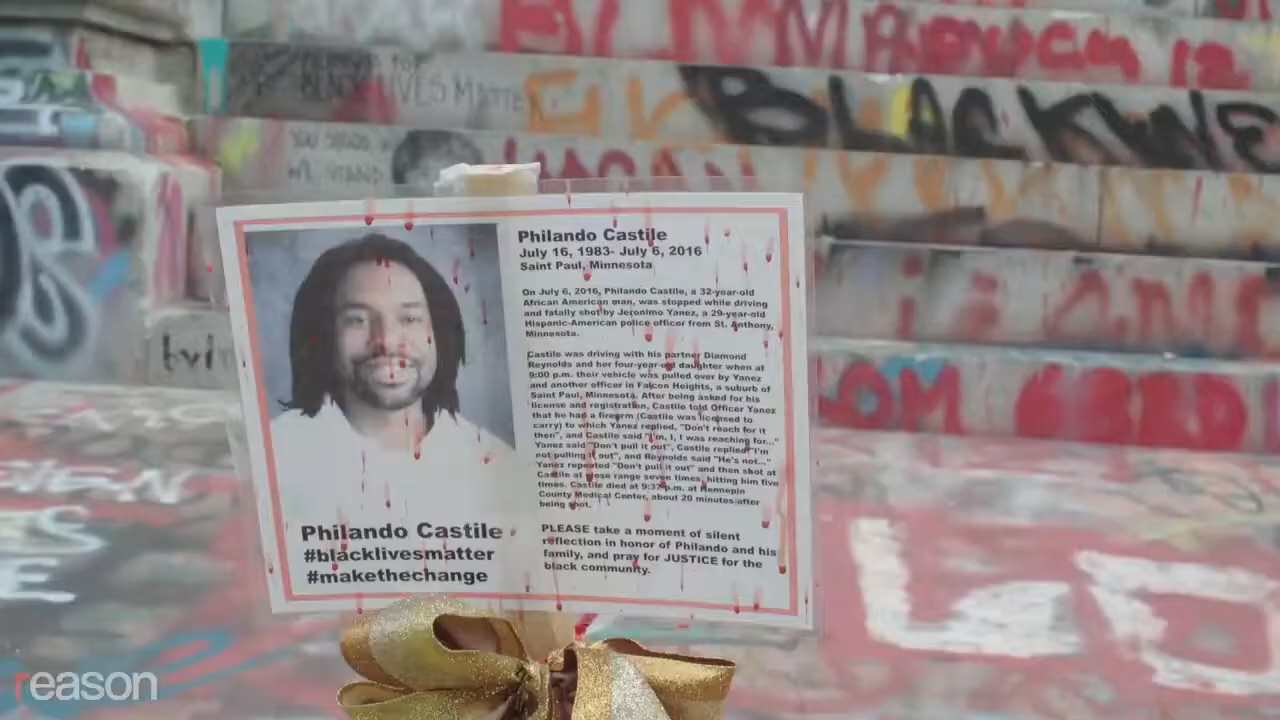 BLACK LIVES MATTER
BLACK
Philando Castile
July 16, 1983- July 6, 2016
Saint Paul, Minnesota
On July 6, 2016, Philando Castile, a 32-year-old
African American man, was stopped while driving
and fatally shot by Jeronimo Yanez, a 29-year-old
Hispanic-American police officer from St. Anthony,
Minnesota.
Castile was driving with his partner Diamond
Reynolds and her four-year-old daughter when at
9:00 p.m. their vehicle was pulled over by Yanez
and another officer in Falcon Heights, a suburb of
Saint Paul, Minnesota. After being asked for his
license and registration, Castile told Officer Yanez
that he had a firearm (Castile was licensed to
carry) to which Yanez replied, "Don't reach for it
then", and Castile said "I'm, I, I was reaching for..."
Yanez said "Don't pull it out", Castile replied "I'm
not pulling it out", and Reynolds said "He's not..."
Yanez repeated "Don't pull it out" and then shot at
Castile at close range seven times, hitting him five
times. Castile died at 9:37 p.m. at Hennepin
County Medical Center, about 20 minutes after
being shot.
PLEASE take a moment of silent
reflection in honor of Philando and his
family, and pray for JUSTICE for the
black community.
Philando Castile
#blacklivesmatter
#makethechange
reason